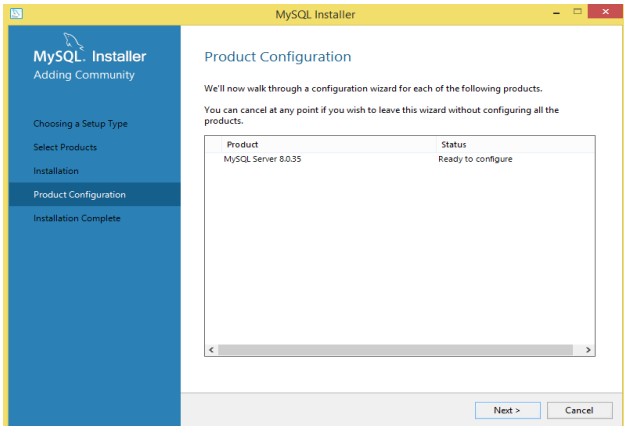 MySQL Installer
MySQL. Installer
Adding Community
Choosing a Setup Type
Select Products
Installation
Product Configuration
Installation Complete
Product Configuration
We'll now walk through a configuration wizard for each of the following products.
You can cancel at any point if you wish to leave this wizard without configuring all the
products.
Product Status
MySQL Server 8.0.35 Ready to configure
Next > Cancel